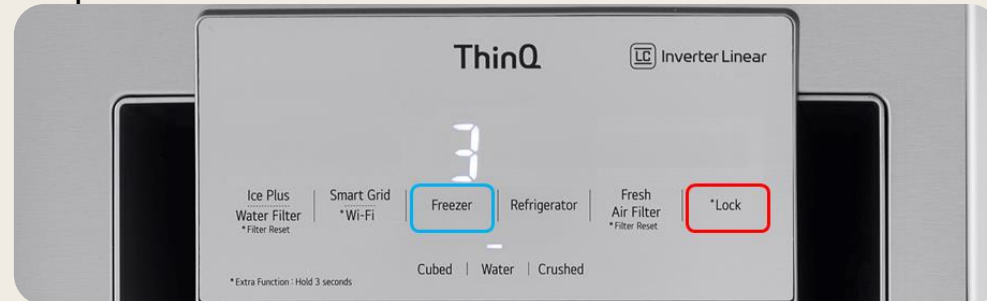 ThinQ
LC Inverter Linear
3
Ice Plus
Water Filter
*Filter Reset
Smart Grid
*Wi-Fi
Freezer
Refrigerator
Fresh
Air Filter
*Filter Reset
*Lock
Cubed | Water | Crushed
*Extra Function : Hold 3 seconds